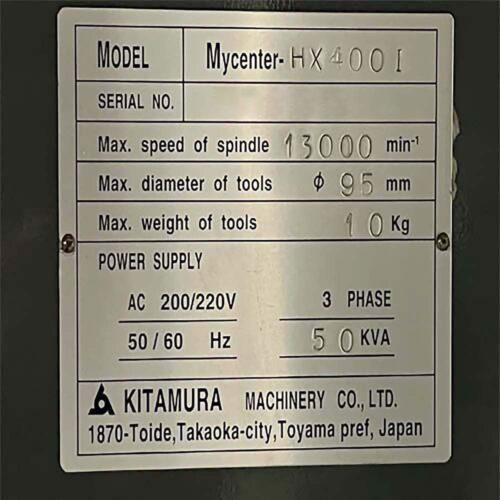 MODEL Mycenter-HX400I
SERIAL NO.
Max. speed of spindle 13000 min-1
Max. diameter of tools φ 95 mm
Max. weight of tools 10 Kg
POWER SUPPLY
AC 200/220V 3 PHASE
50/60 Hz 50 KVA
KITAMURA MACHINERY CO., LTD.
1870-Toide,Takaoka-city,Toyama pref, Japan